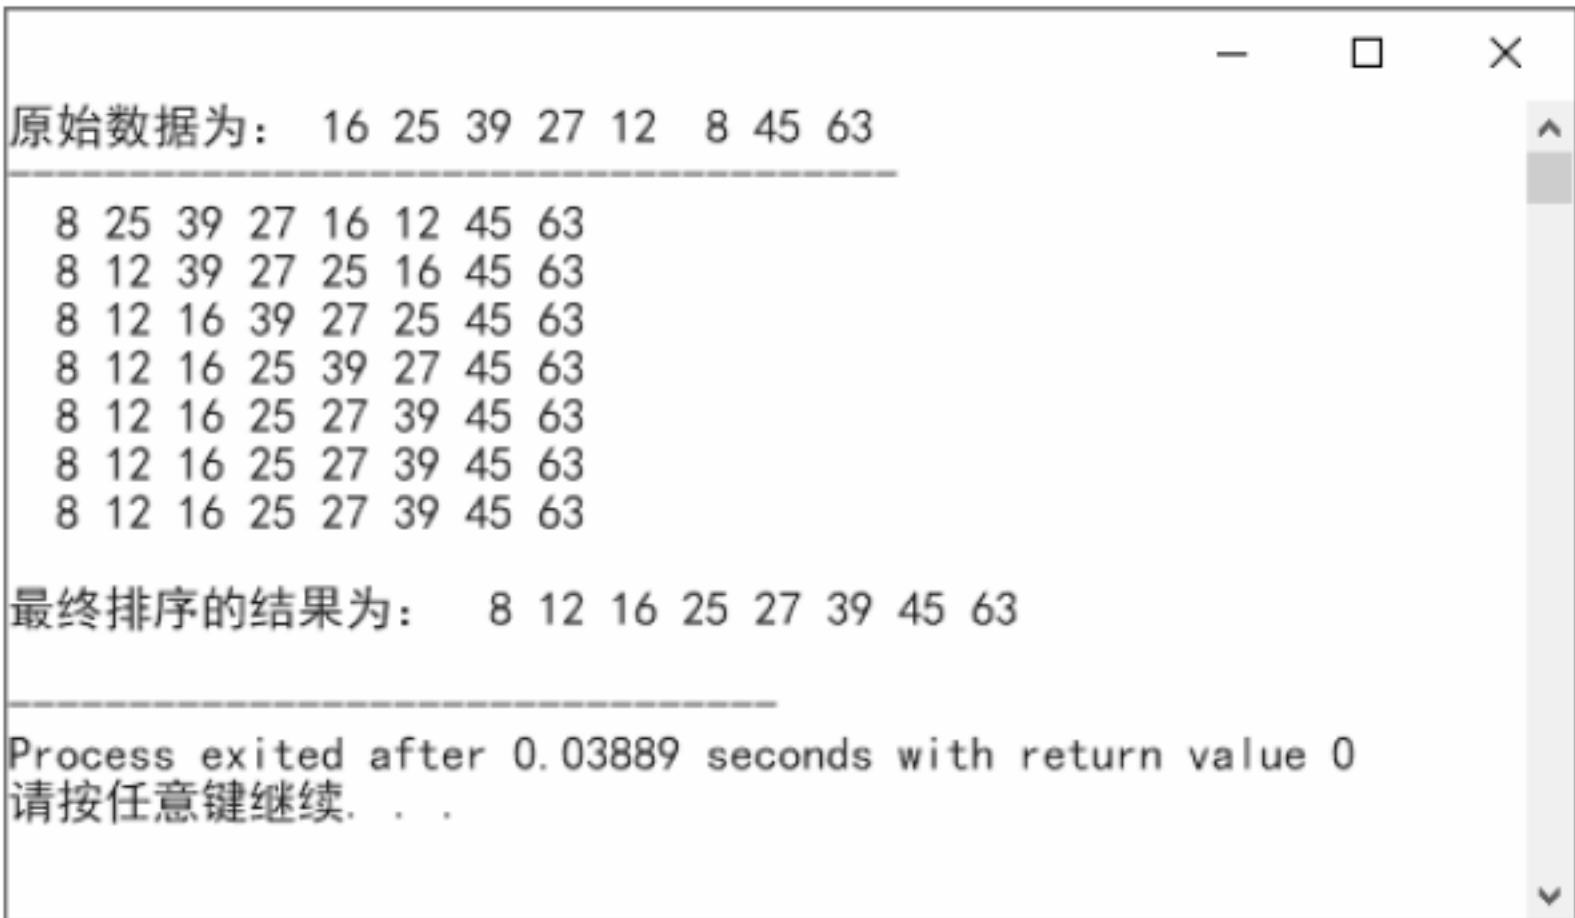 原始数据为： 16 25 39 27 12  8 45 63
-------------------------------------
  8 25 39 27 16 12 45 63
  8 12 39 27 25 16 45 63
  8 12 16 39 27 25 45 63
  8 12 16 25 39 27 45 63
  8 12 16 25 27 39 45 63
  8 12 16 25 27 39 45 63
  8 12 16 25 27 39 45 63
最终排序的结果为：  8 12 16 25 27 39 45 63
--------------------------------
Process exited after 0.03889 seconds with return value 0
请按任意键继续. . .